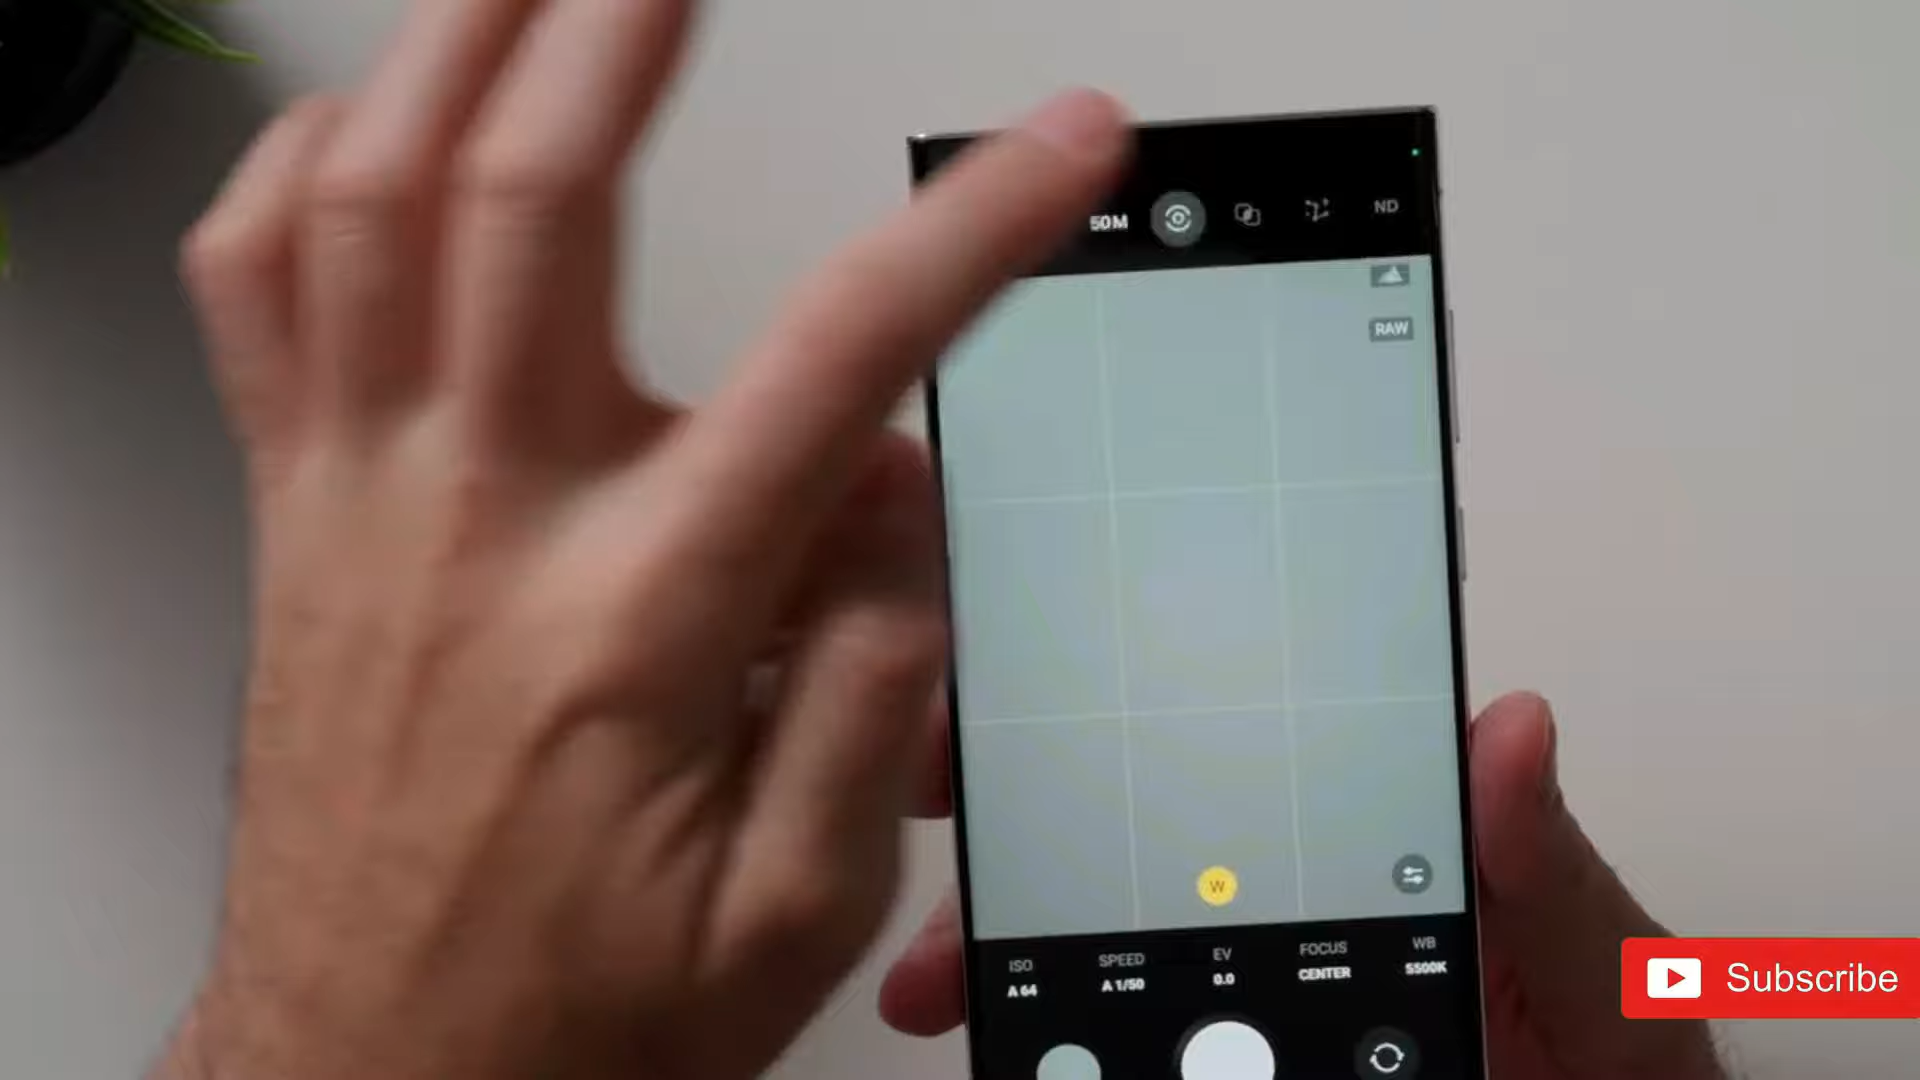 50M
ND
RAW
W
ISO SPEED EV FOCUS WB
A 64 A 1/50 0.0 CENTER 5500K
Subscribe